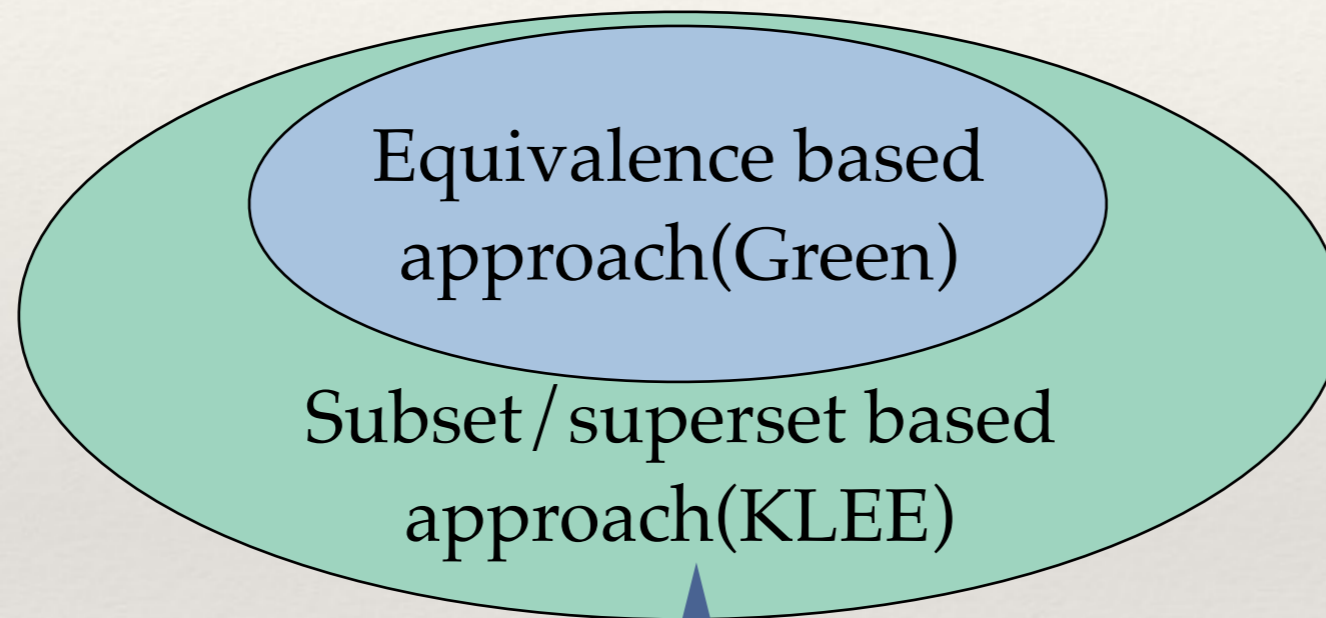 Equivalence based
approach(Green)
Subset/superset based
approach(KLEE)